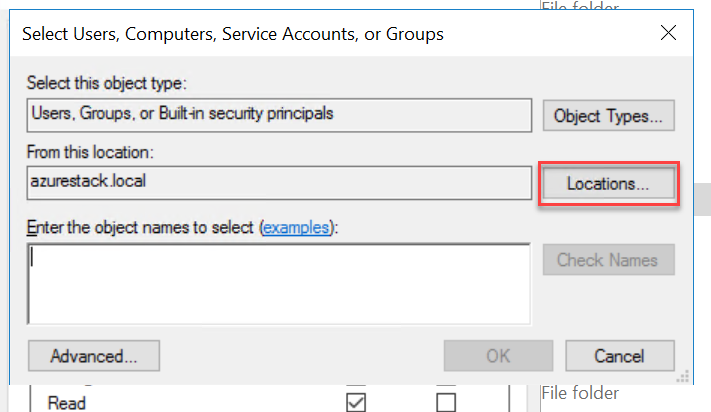 File folder
Select Users, Computers, Service Accounts, or Groups
Select this object type:
Users, Groups, or Built-in security principals
Object Types...
From this location:
azurestack.local
Locations...
Enter the object names to select (examples):
Check Names
Advanced...
OK
Cancel
Read
File folder